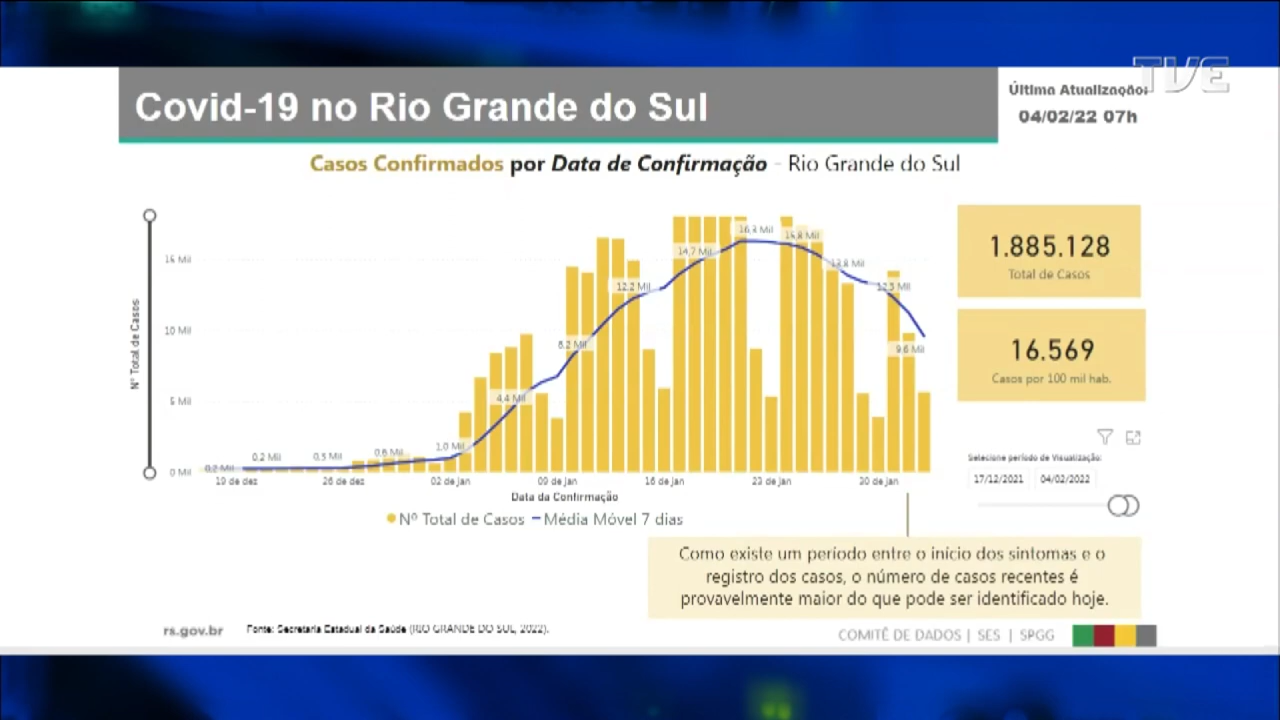 TVE
Covid-19 no Rio Grande do Sul
Última Atualização:
04/02/22 07h
Casos Confirmados por Data de Confirmação - Rio Grande do Sul
1.885.128
Total de Casos
16.569
Casos por 100 mil hab.
Selecione período de Visualização:
17/12/2021 04/02/2022
Nº Total de Casos
15 Mil
10 Mil
5 Mil
0 Mil
0,2 Mil
0,2 Mil
0,3 Mil
0,6 Mil
1,0 Mil
4,4 Mil
8,2 Mil
12,2 Mil
14,7 Mil
16,3 Mil
15,8 Mil
13,8 Mil
12,3 Mil
9,6 Mil
19 de dez 26 de dez 02 de jan 09 de jan 16 de jan 23 de jan 30 de jan
Data da Confirmação
Nº Total de Casos Média Móvel 7 dias
Como existe um período entre o início dos sintomas e o
registro dos casos, o número de casos recentes é
provavelmente maior do que pode ser identificado hoje.
rs.gov.br Fonte: Secretaria Estadual da Saúde (RIO GRANDE DO SUL, 2022).
COMITÊ DE DADOS | SES | SPGG